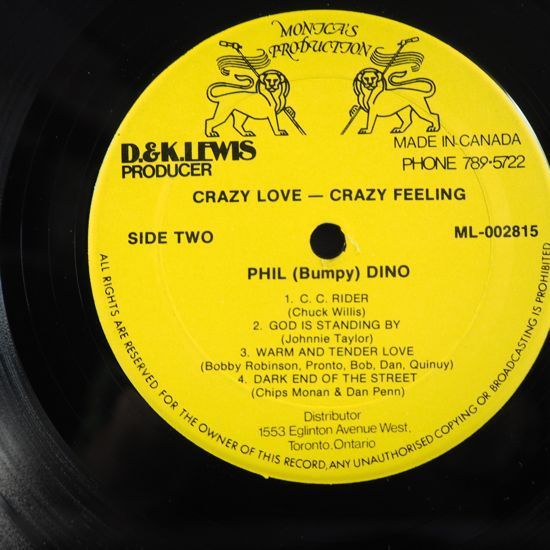 MONICA'S
PRODUCTION
D.&K.LEWIS
PRODUCER
MADE IN CANADA
PHONE 789•5722
CRAZY LOVE — CRAZY FEELING
SIDE TWO
ML-002815
PHIL (Bumpy) DINO
1. C. C. RIDER
(Chuck Willis)
2. GOD IS STANDING BY
(Johnnie Taylor)
3. WARM AND TENDER LOVE
(Bobby Robinson, Pronto, Bob, Dan, Quinuy)
4. DARK END OF THE STREET
(Chips Monan & Dan Penn)
Distributor
1553 Eglinton Avenue West,
Toronto. Ontario
ALL RIGHTS ARE RESERVED FOR THE OWNER OF THIS RECORD, ANY UNAUTHORISED COPYING OR BROADCASTING IS PROHIBITED